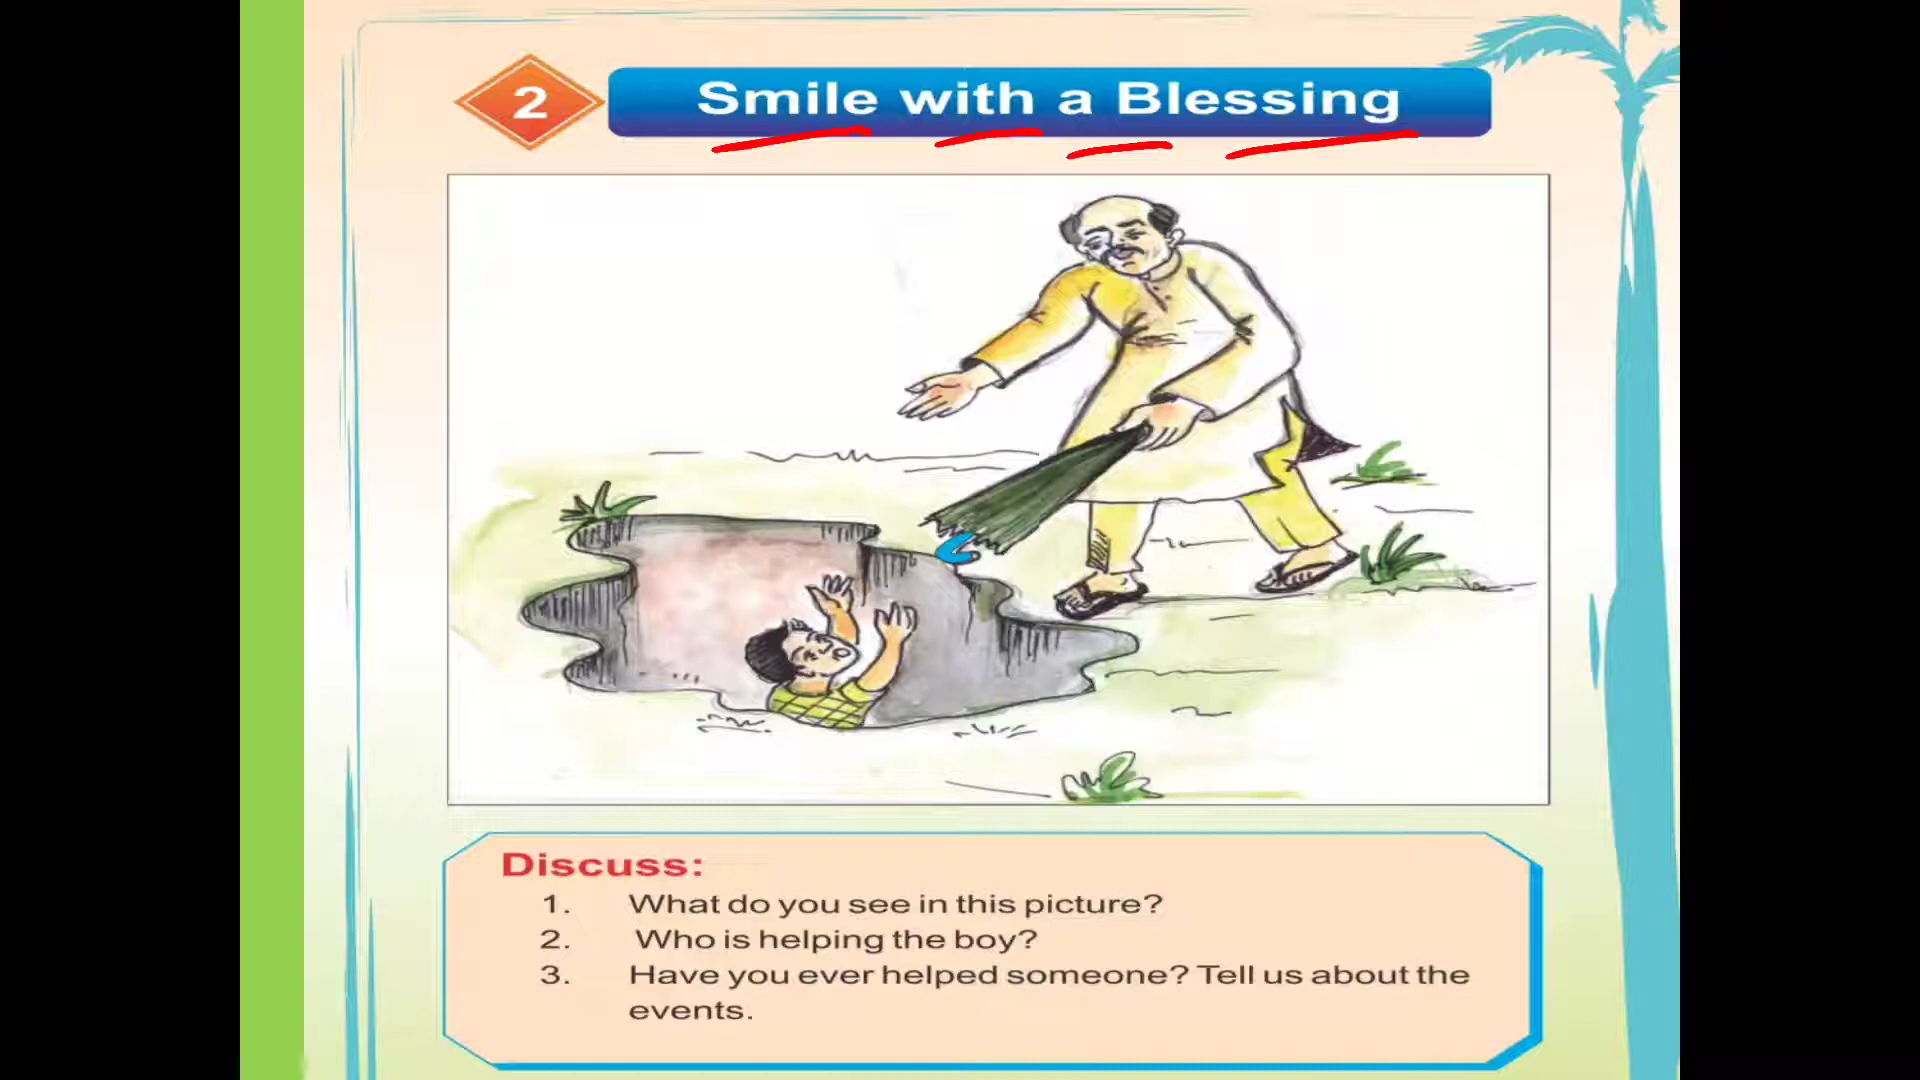 2
Smile with a Blessing
Discuss:
1. What do you see in this picture?
2. Who is helping the boy?
3. Have you ever helped someone? Tell us about the
events.